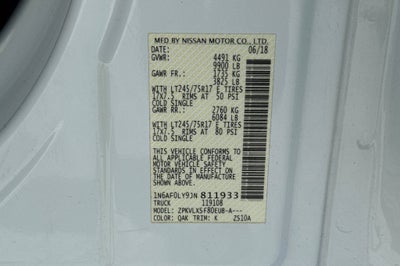 MFD BY NISSAN MOTOR CO., LTD.
DATE: 06/18
GVWR: 4491 KG
9900 LB
GAWR FR: 1735 KG
3825 LB
WITH LT245/75R17 E TIRES
17X7.5 RIMS AT 50 PSI
COLD SINGLE
GAWR RR: 2760 KG
6084 LB
WITH LT245/75R17 E TIRES
17X7.5 RIMS AT 80 PSI
COLD SINGLE
THIS VEHICLE CONFORMS TO ALL
APPLICABLE FEDERAL MOTOR
VEHICLE SAFETY STANDARDS IN
EFFECT ON THE DATE OF
MANUFACTURE SHOWN ABOVE
1N6AF0LY9JN811933
TRUCK 119108
MODEL: ZPKVLX5F8DEU8-A---
COLOR: QAK TRIM: K ZS10A